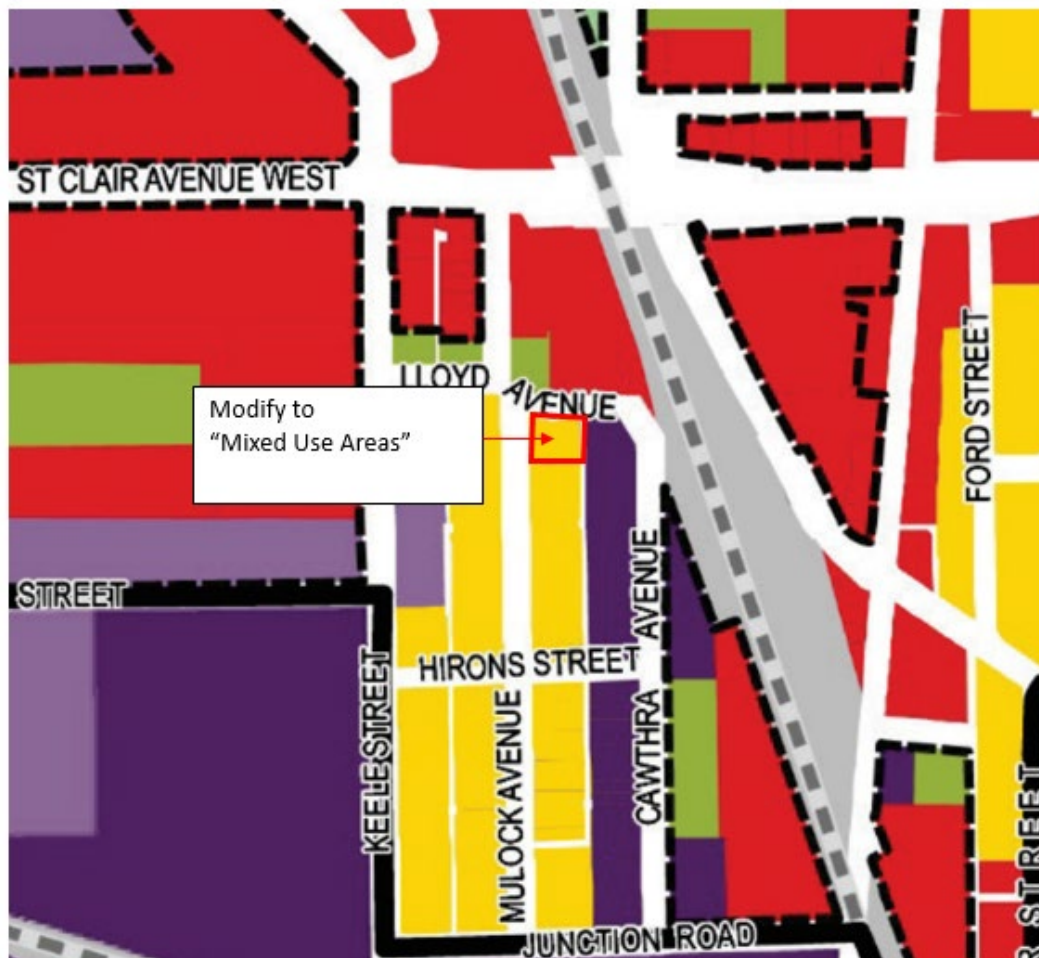 ST CLAIR AVENUE WEST
LLOYD AVENUE
Modify to
“Mixed Use Areas”
FORD STREET
STREET
CAWTHRA AVENUE
HIRONS STREET
KEELE STREET
MULOCK AVENUE
R STREET
JUNCTION ROAD